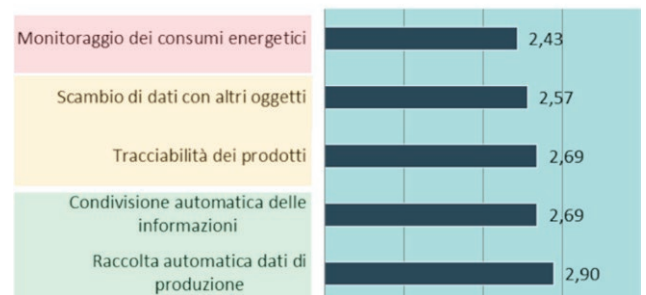 Monitoraggio dei consumi energetici
2,43
Scambio di dati con altri oggetti
2,57
Tracciabilità dei prodotti
2,69
Condivisione automatica delle
informazioni
2,69
Raccolta automatica dati di
produzione
2,90